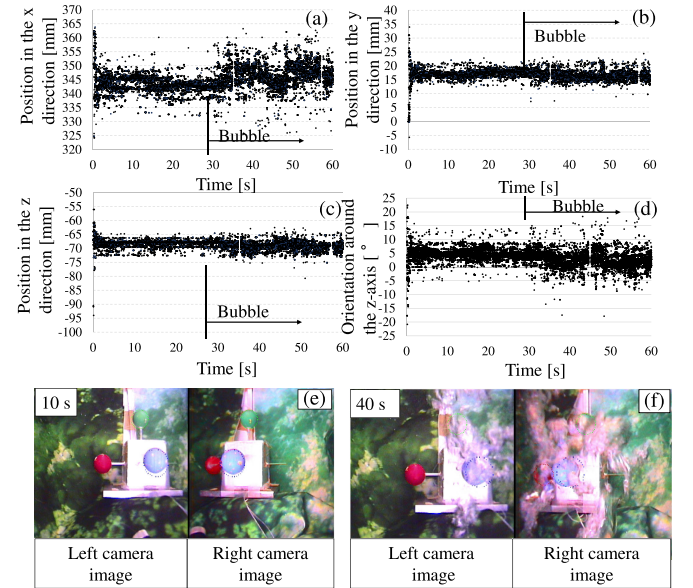 (a)
Position in the x
direction [mm]
370
365
360
355
350
345
340
335
330
325
320
Bubble
0 10 20 30 40 50 60
Time [s]
(b)
Position in the y
direction [mm]
40
35
30
25
20
15
10
5
0
-5
-10
Bubble
0 10 20 30 40 50 60
Time [s]
(c)
Position in the z
direction [mm]
-50
-55
-60
-65
-70
-75
-80
-85
-90
-95
-100
Bubble
0 10 20 30 40 50 60
Time [s]
(d)
Orientation around
the z-axis [ ° ]
25
20
15
10
5
0
-5
-10
-15
-20
-25
Bubble
0 10 20 30 40 50 60
Time [s]
10 s
(e)
Left camera
image
Right camera
image
40 s
(f)
Left camera
image
Right camera
image